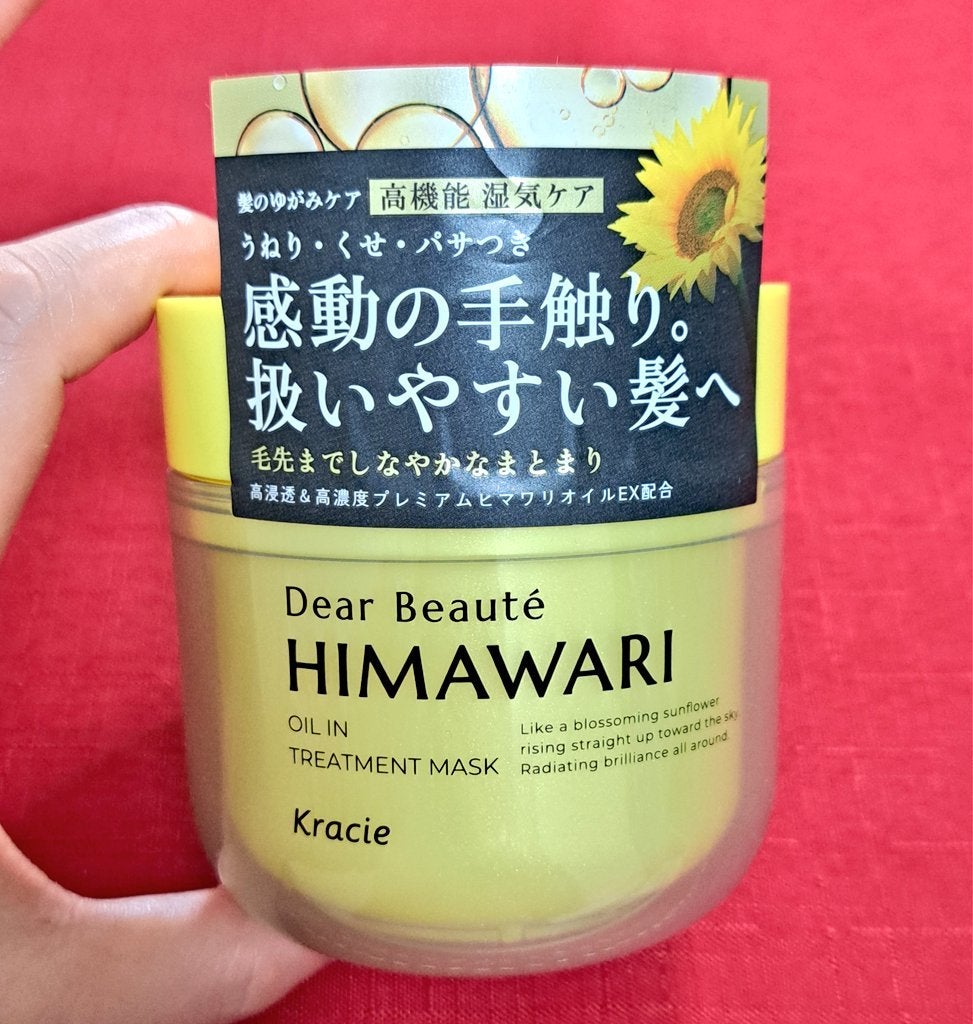 髪のゆがみケア 高機能 湿気ケア
うねり・くせ・パサつき
感動の手触り。
扱いやすい髪へ
毛先までしなやかなまとまり
高浸透&高濃度プレミアムヒマワリオイルEX配合
Dear Beauté
HIMAWARI
OIL IN
TREATMENT MASK
Like a blossoming sunflower
rising straight up toward the sky.
Radiating brilliance all around.
Kracie